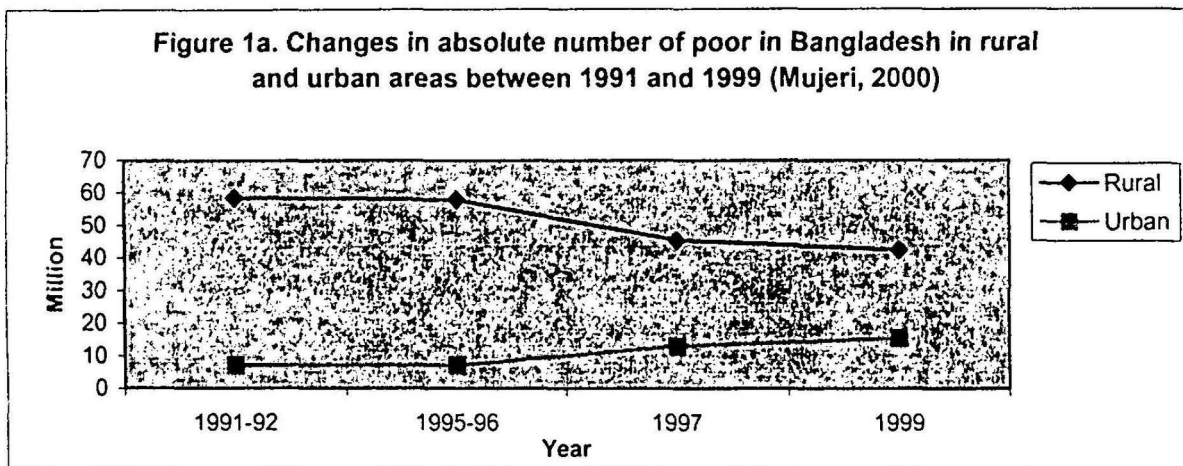 Figure 1a. Changes in absolute number of poor in Bangladesh in rural
and urban areas between 1991 and 1999 (Mujeri, 2000)
70
60
50
40
30
20
10
0
Million
1991-92
1995-96
1997
1999
Year
Rural
Urban